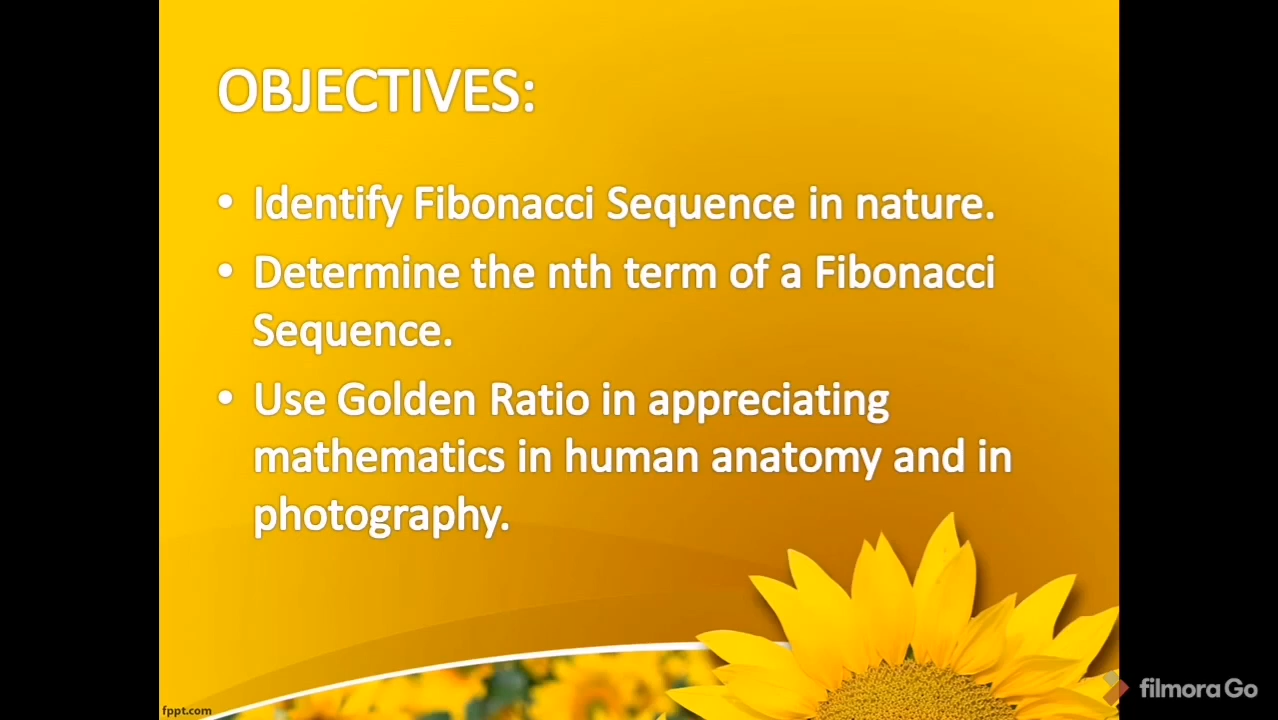 OBJECTIVES:
• Identify Fibonacci Sequence in nature.
• Determine the nth term of a Fibonacci
Sequence.
• Use Golden Ratio in appreciating
mathematics in human anatomy and in
photography.
fppt.com
filmora Go